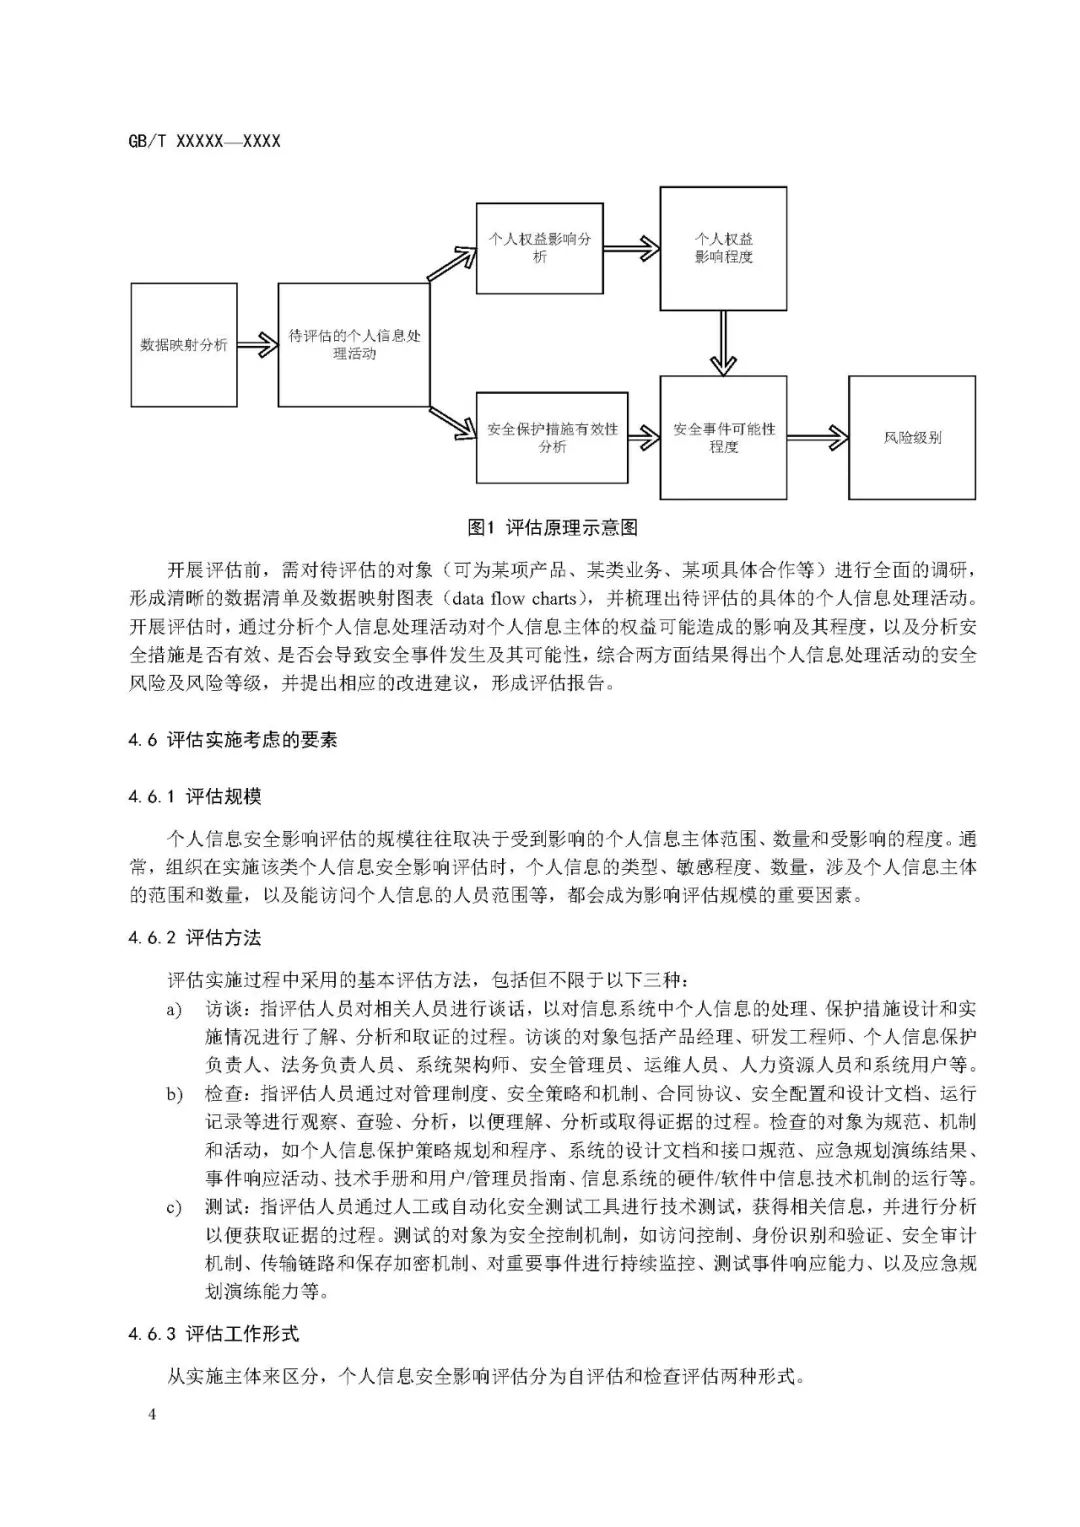 GB/T XXXXX—XXXX
个人权益影响分
析
个人权益
影响程度
数据映射分析
待评估的个人信息处
理活动
安全保护措施有效性
分析
安全事件可能性
程度
风险级别
图1 评估原理示意图
开展评估前，需对待评估的对象（可为某项产品、某类业务、某项具体合作等）进行全面的调研，
形成清晰的数据清单及数据映射图表（data flow charts），并梳理出待评估的具体的个人信息处理活动。
开展评估时，通过分析个人信息处理活动对个人信息主体的权益可能造成的影响及其程度，以及分析安
全措施是否有效、是否会导致安全事件发生及其可能性，综合两方面结果得出个人信息处理活动的安全
风险及风险等级，并提出相应的改进建议，形成评估报告。
4.6 评估实施考虑的要素
4.6.1 评估规模
个人信息安全影响评估的规模往往取决于受到影响的个人信息主体范围、数量和受影响的程度。通
常，组织在实施该类个人信息安全影响评估时，个人信息的类型、敏感程度、数量，涉及个人信息主体
的范围和数量，以及能访问个人信息的人员范围等，都会成为影响评估规模的重要因素。
4.6.2 评估方法
评估实施过程中采用的基本评估方法，包括但不限于以下三种：
a) 访谈：指评估人员对相关人员进行谈话，以对信息系统中个人信息的处理、保护措施设计和实
施情况进行了解、分析和取证的过程。访谈的对象包括产品经理、研发工程师、个人信息保护
负责人、法务负责人员、系统架构师、安全管理员、运维人员、人力资源人员和系统用户等。
b) 检查：指评估人员通过对管理制度、安全策略和机制、合同协议、安全配置和设计文档、运行
记录等进行观察、查验、分析，以便理解、分析或取得证据的过程。检查的对象为规范、机制
和活动，如个人信息保护策略规划和程序、系统的设计文档和接口规范、应急规划演练结果、
事件响应活动、技术手册和用户/管理员指南、信息系统的硬件/软件中信息技术机制的运行等。
c) 测试：指评估人员通过人工或自动化安全测试工具进行技术测试，获得相关信息，并进行分析
以便获取证据的过程。测试的对象为安全控制机制，如访问控制、身份识别和验证、安全审计
机制、传输链路和保存加密机制、对重要事件进行持续监控、测试事件响应能力、以及应急规
划演练能力等。
4.6.3 评估工作形式
从实施主体来区分，个人信息安全影响评估分为自评估和检查评估两种形式。
4